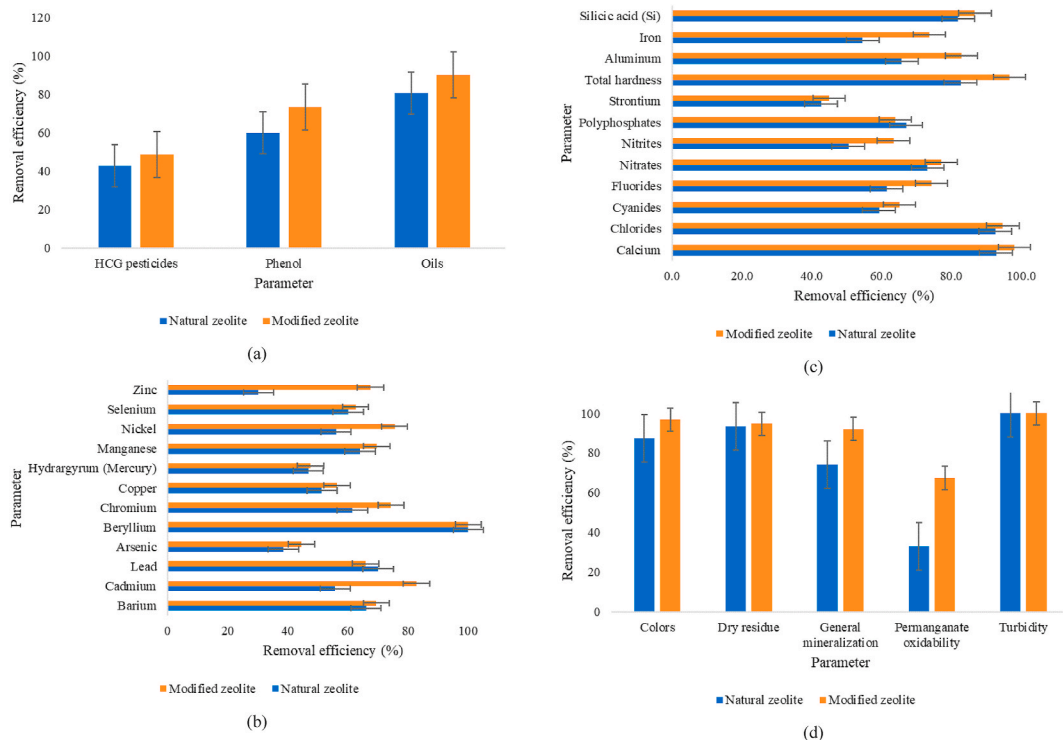 120
100
80
60
40
20
0
Removal efficiency (%)
HCG pesticides
Phenol
Oils
Parameter
Natural zeolite
Modified zeolite
(a)
Parameter
Zinc
Selenium
Nickel
Manganese
Hydrargyrum (Mercury)
Copper
Chromium
Beryllium
Arsenic
Lead
Cadmium
Barium
0 20 40 60 80 100
Removal efficiency (%)
Modified zeolite
Natural zeolite
(b)
Parameter
Silicic acid (Si)
Iron
Aluminum
Total hardness
Strontium
Polyphosphates
Nitrites
Nitrates
Fluorides
Cyanides
Chlorides
Calcium
0.0 20.0 40.0 60.0 80.0 100.0
Removal efficiency (%)
Modified zeolite
Natural zeolite
(c)
100
80
60
40
20
0
Removal efficiency (%)
Colors
Dry residue
General
mineralization
Permanganate
oxidability
Turbidity
Parameter
Natural zeolite
Modified zeolite
(d)